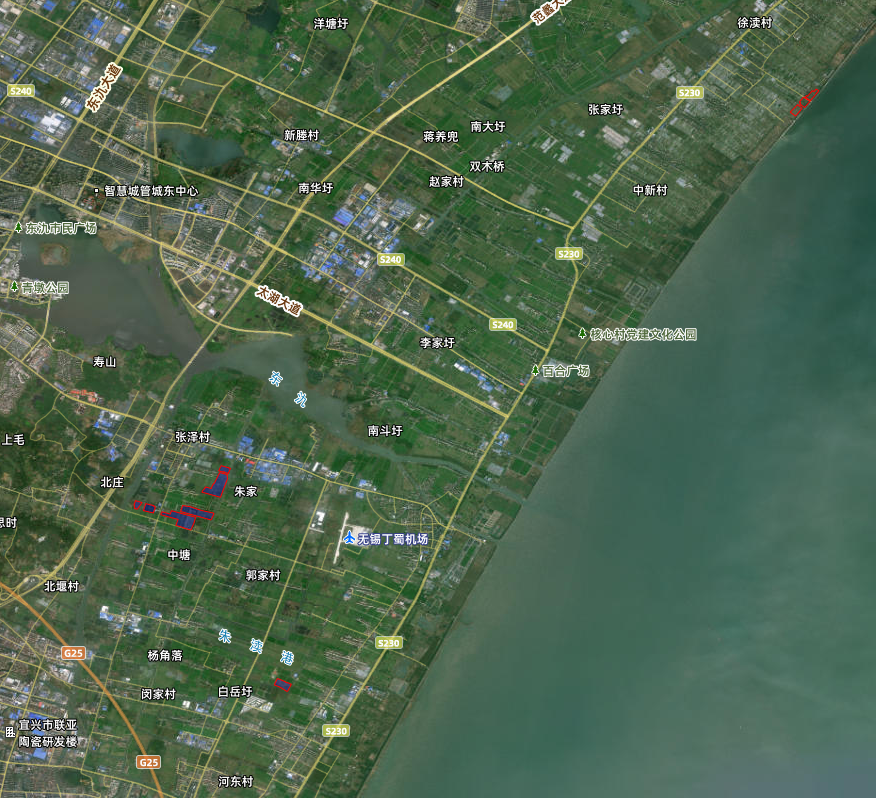 洋塘圩
范蠡大
徐渎村
东氿大道
S240
S230
张家圩
南大圩
新塍村
蒋养兜
双木桥
赵家村
智慧城管城东中心
南华圩
中新村
东氿市民广场
S230
S240
青墩公园
太湖大道
S240
核心村党建文化公园
李家圩
寿山
百合广场
东 氿
南斗圩
张泽村
上毛
北庄
朱家
思时
无锡丁蜀机场
中塘
郭家村
北堰村
朱 渎 港
S230
G25
杨角落
闵家村
白岳圩
宜兴市联亚
陶瓷研发楼
S230
G25
河东村